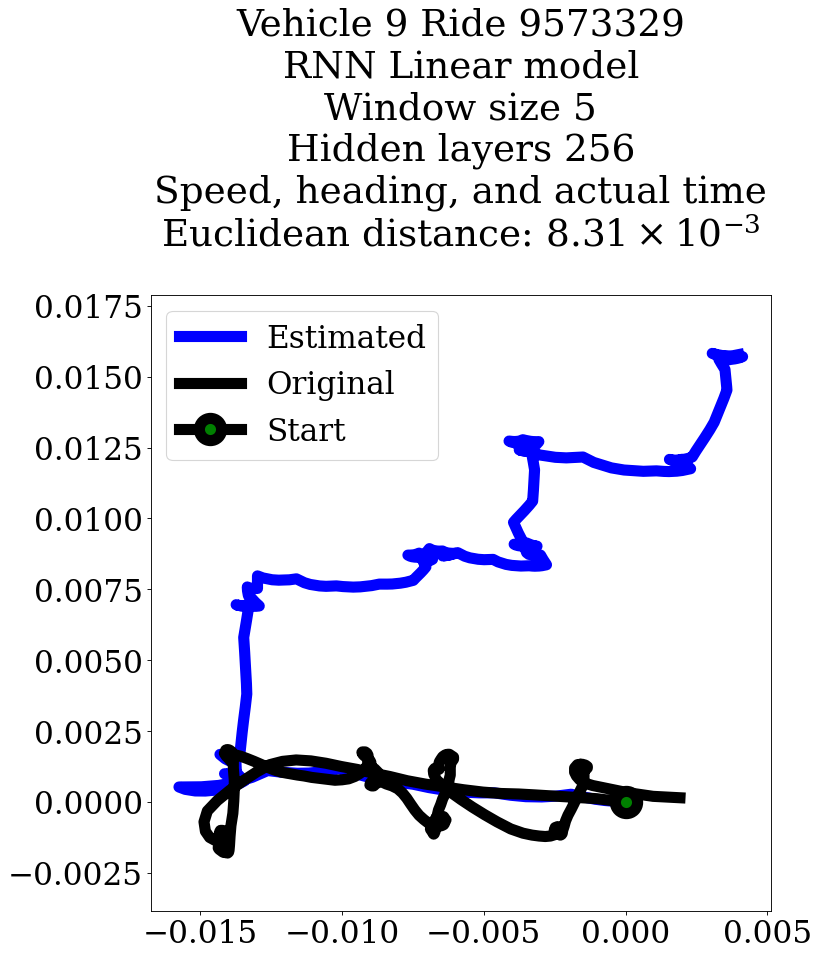 Vehicle 9 Ride 9573329
RNN Linear model
Window size 5
Hidden layers 256
Speed, heading, and actual time
Euclidean distance: 8.31 × 10⁻³
0.0175
0.0150
0.0125
0.0100
0.0075
0.0050
0.0025
0.0000
−0.0025
Estimated
Original
Start
−0.015 −0.010 −0.005 0.000 0.005